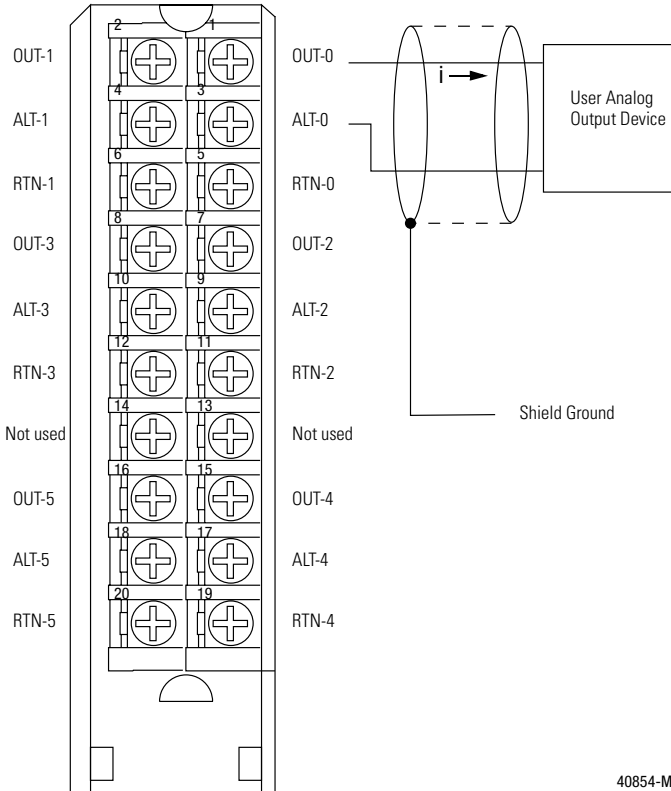 2 1
OUT-1 OUT-0
i
User Analog
Output Device
4 3
ALT-1 ALT-0
6 5
RTN-1 RTN-0
8 7
OUT-3 OUT-2
10 9
ALT-3 ALT-2
12 11
RTN-3 RTN-2
14 13
Shield Ground
Not used Not used
16 15
OUT-5 OUT-4
18 17
ALT-5 ALT-4
20 19
RTN-5 RTN-4
40854-M